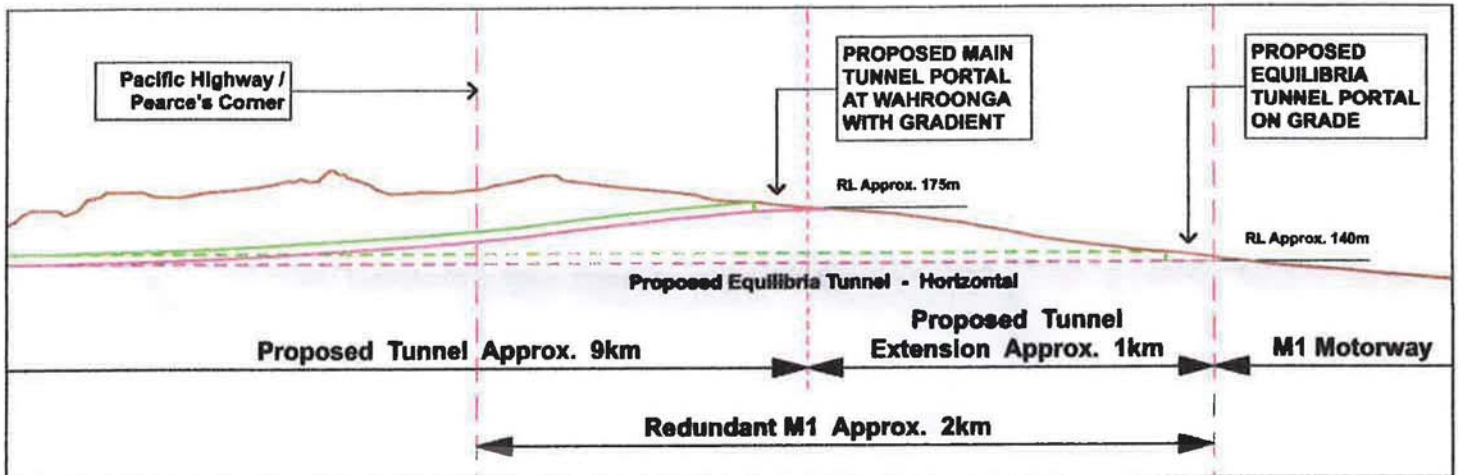 Pacific Highway /
Pearce's Corner
PROPOSED MAIN
TUNNEL PORTAL
AT WAHROONGA
WITH GRADIENT
PROPOSED
EQUILIBRIA
TUNNEL PORTAL
ON GRADE
RL Approx. 175m
RL Approx. 140m
Proposed Equilibria Tunnel - Horizontal
Proposed Tunnel Approx. 9km
Proposed Tunnel
Extension Approx. 1km
M1 Motorway
Redundant M1 Approx. 2km